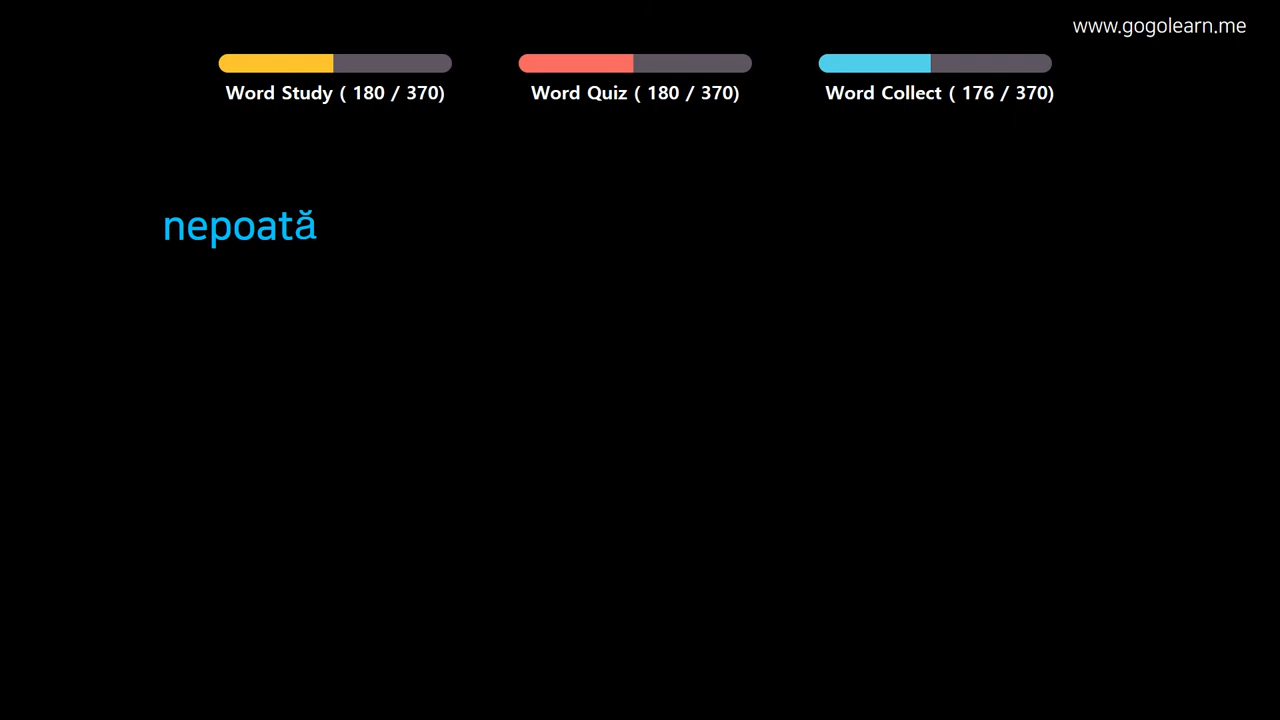 www.gogolearn.me
Word Study ( 180 / 370)
Word Quiz ( 180 / 370)
Word Collect ( 176 / 370)
nepoată